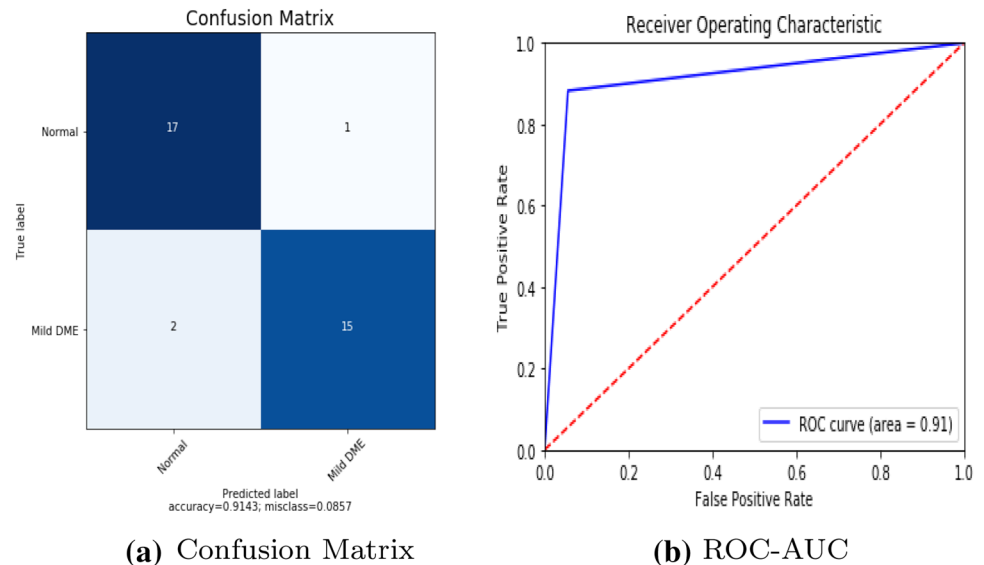 Confusion Matrix
Normal
17
1
True label
Mild DME
2
15
Normal
Mild DME
Predicted label
accuracy=0.9143; misclass=0.0857
(a) Confusion Matrix
Receiver Operating Characteristic
1.0
0.8
0.6
0.4
0.2
0.0
True Positive Rate
ROC curve (area = 0.91)
0.0 0.2 0.4 0.6 0.8 1.0
False Positive Rate
(b) ROC-AUC